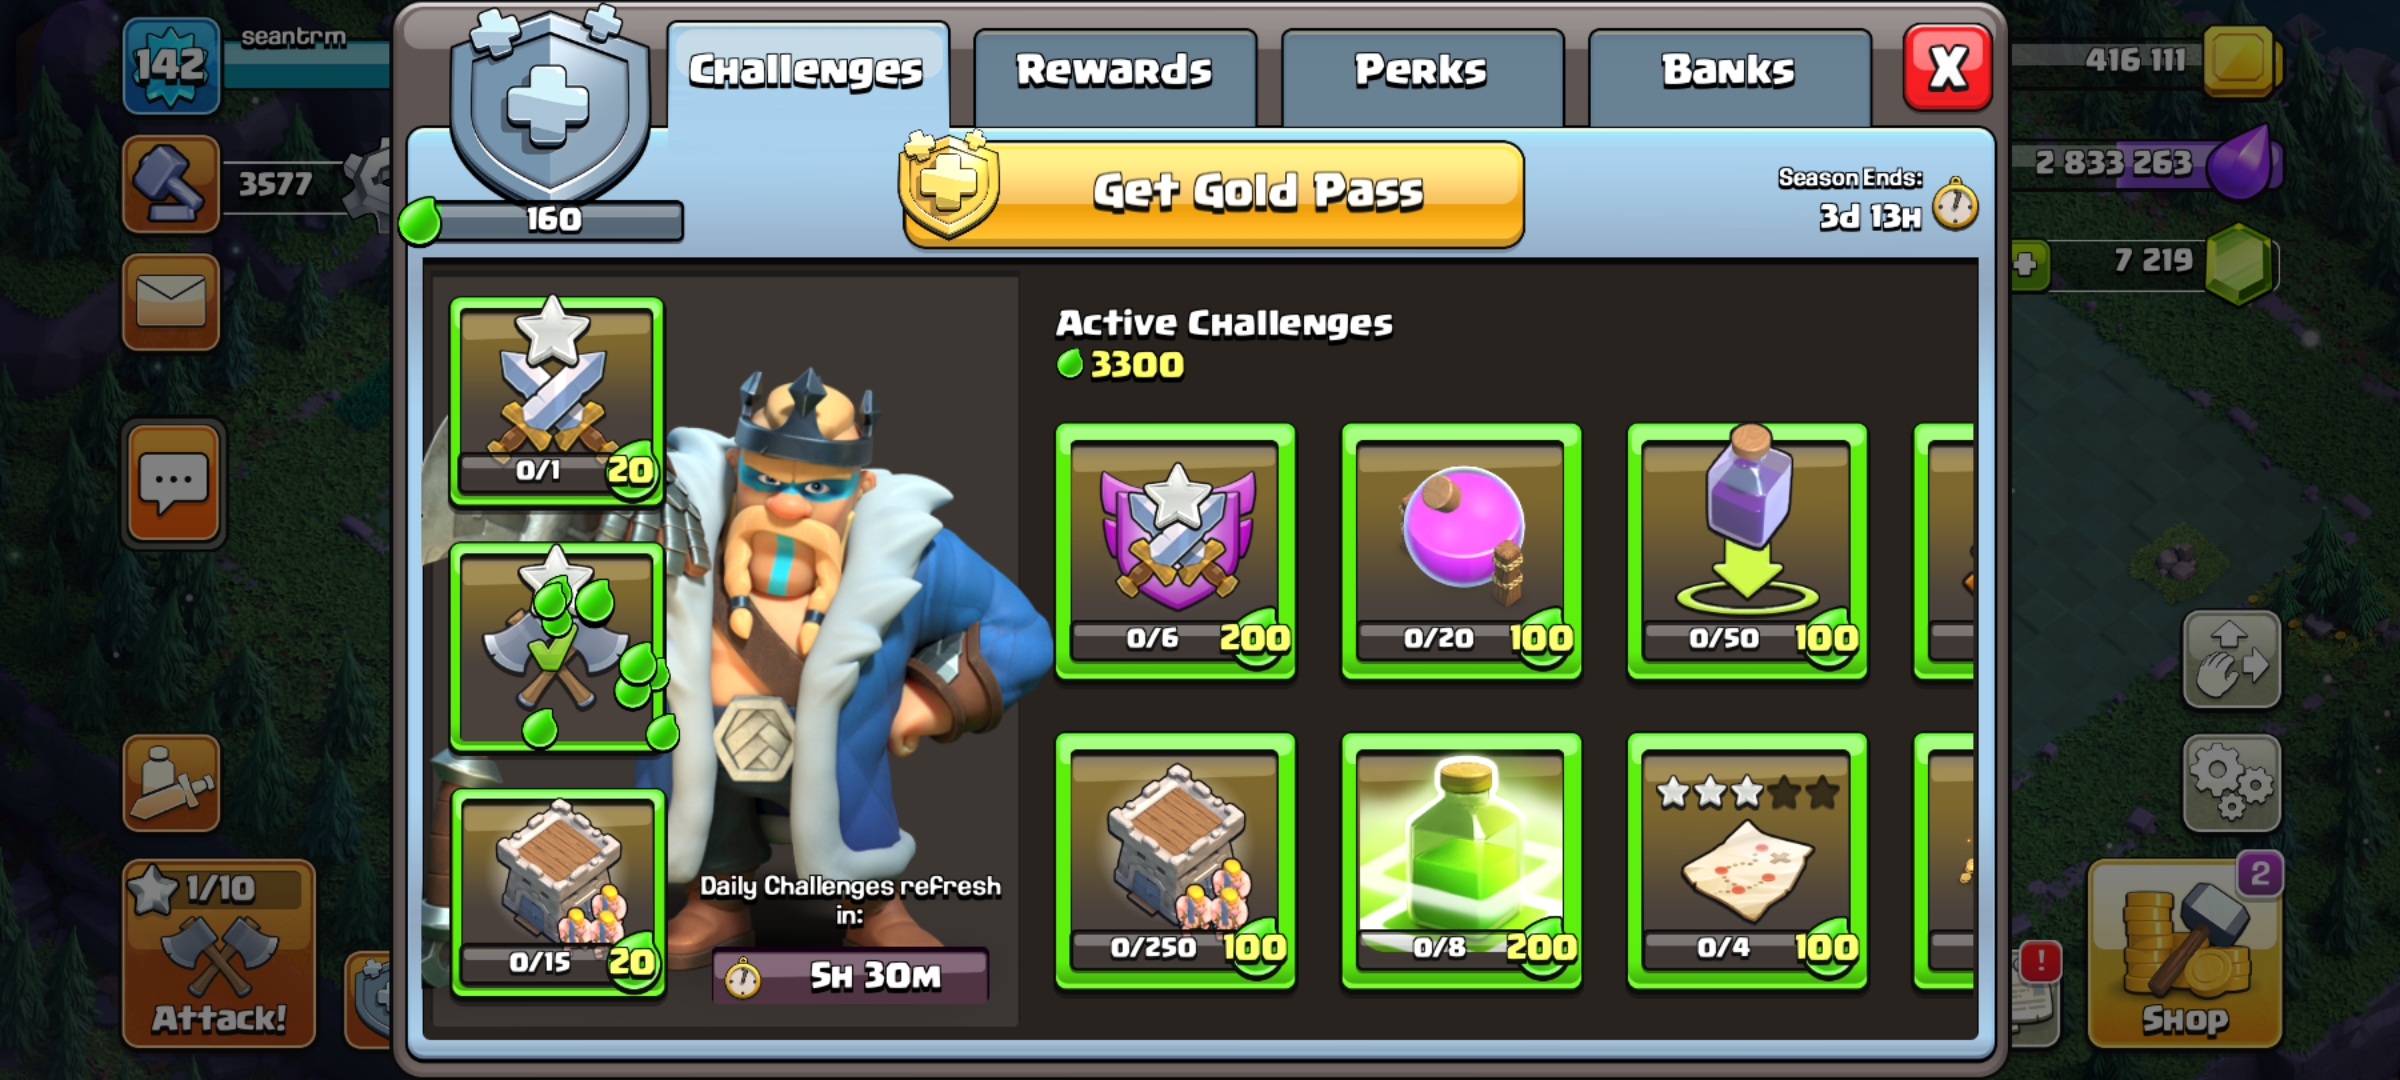 142
seantrm
Challenges
Rewards
Perks
Banks
X
416 111
3577
160
Get Gold Pass
Season Ends:
3d 13h
2 833 263
7 219
Active Challenges
3300
0/1
20
0/6
200
0/20
100
0/50
100
0/15
20
Daily Challenges refresh
in:
5h 30m
0/250
100
0/8
200
0/4
100
1/10
Attack!
2
!
Shop